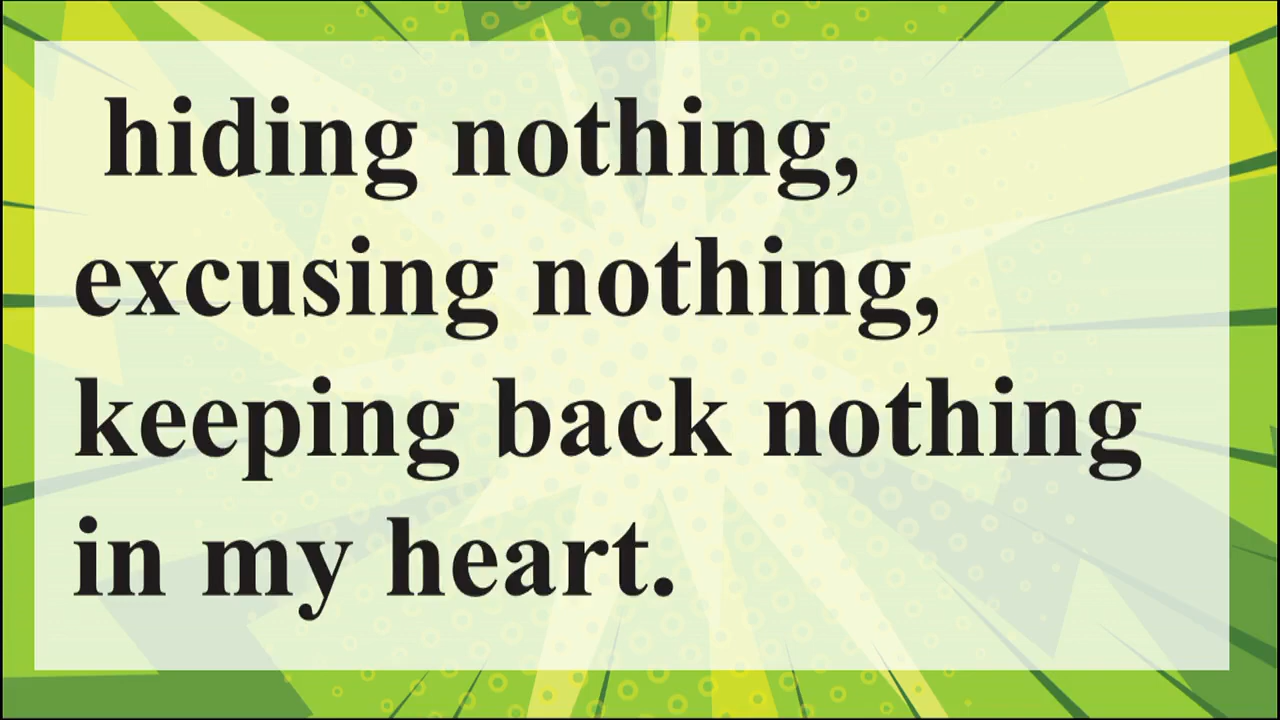 hiding nothing,
excusing nothing,
keeping back nothing
in my heart.